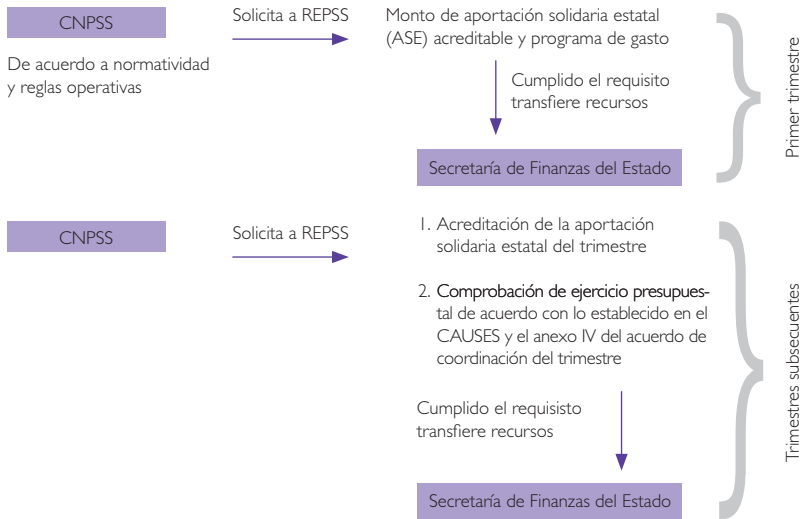 CNPSS
Solicita a REPSS
Monto de aportación solidaria estatal
(ASE) acreditable y programa de gasto
De acuerdo a normatividad
y reglas operativas
Cumplido el requisito
transfiere recursos
Secretaría de Finanzas del Estado
Primer trimestre
CNPSS
Solicita a REPSS
1. Acreditación de la aportación
solidaria estatal del trimestre
2. Comprobación de ejercicio presupues-
tal de acuerdo con lo establecido en el
CAUSES y el anexo IV del acuerdo de
coordinación del trimestre
Cumplido el requisisto
transfiere recursos
Secretaría de Finanzas del Estado
Trimestres subsecuentes